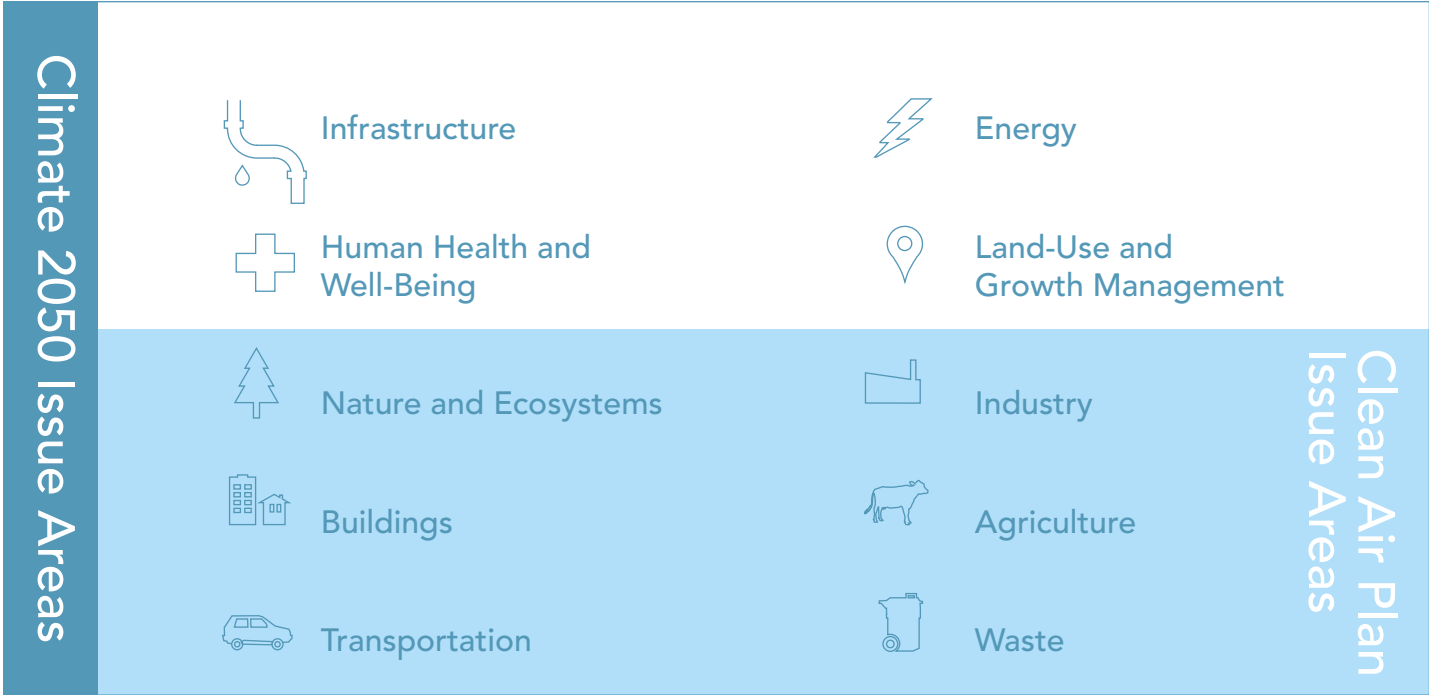 Climate 2050 Issue Areas
Infrastructure
Energy
Human Health and
Well-Being
Land-Use and
Growth Management
Nature and Ecosystems
Industry
Buildings
Agriculture
Transportation
Waste
Clean Air Plan
Issue Areas